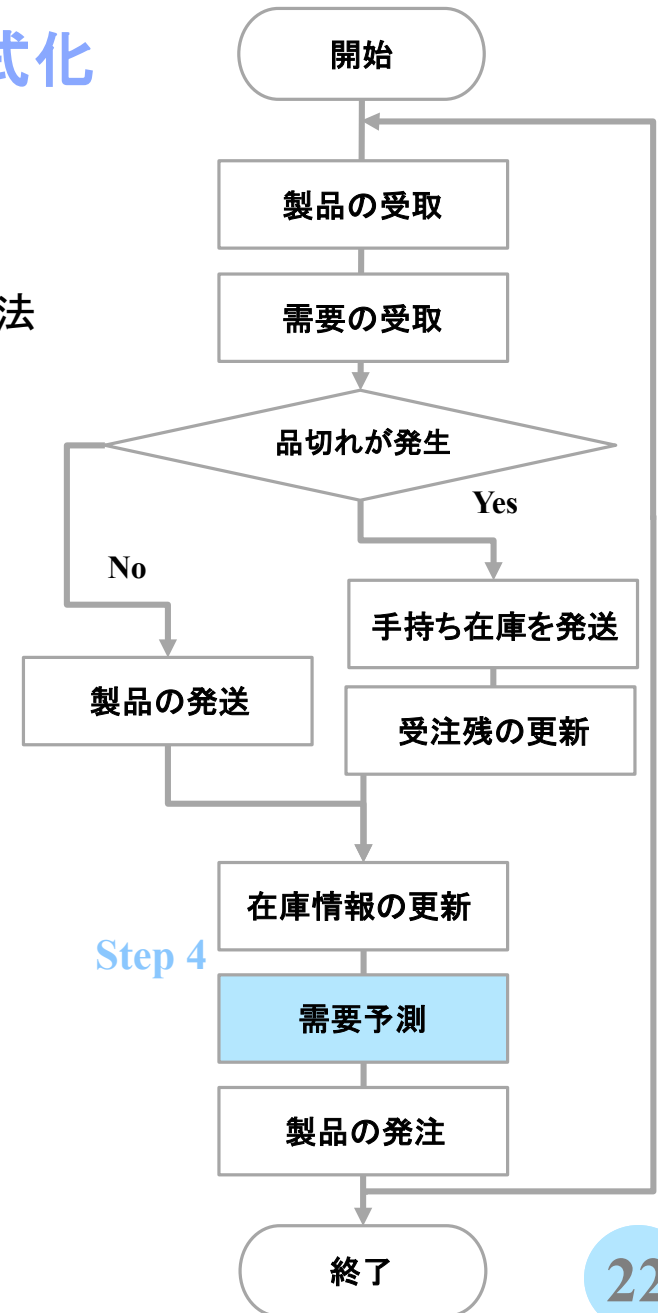 式化
開始
製品の受取
法
需要の受取
品切れが発生
Yes
No
手持ち在庫を発送
製品の発送
受注残の更新
在庫情報の更新
Step 4
需要予測
製品の発注
終了
22